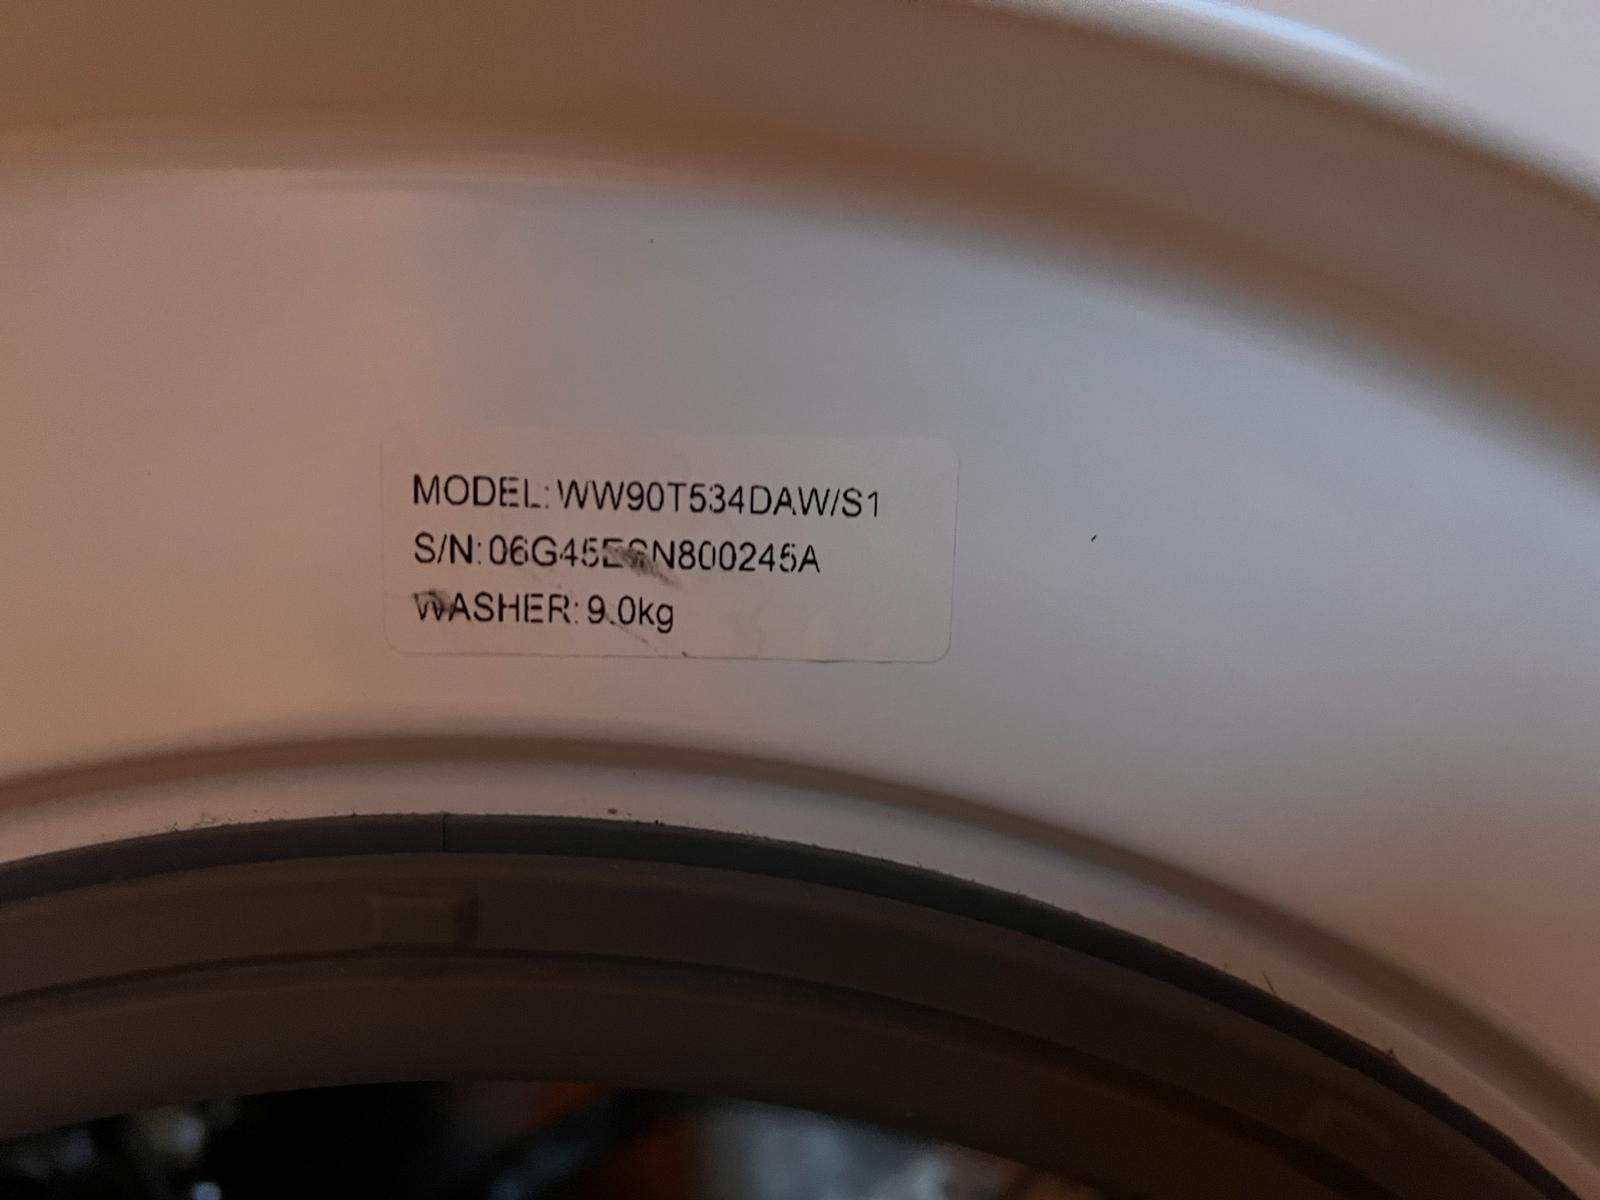 MODEL: WW90T534DAW/S1
S/N:
WASHER: 9.0kg